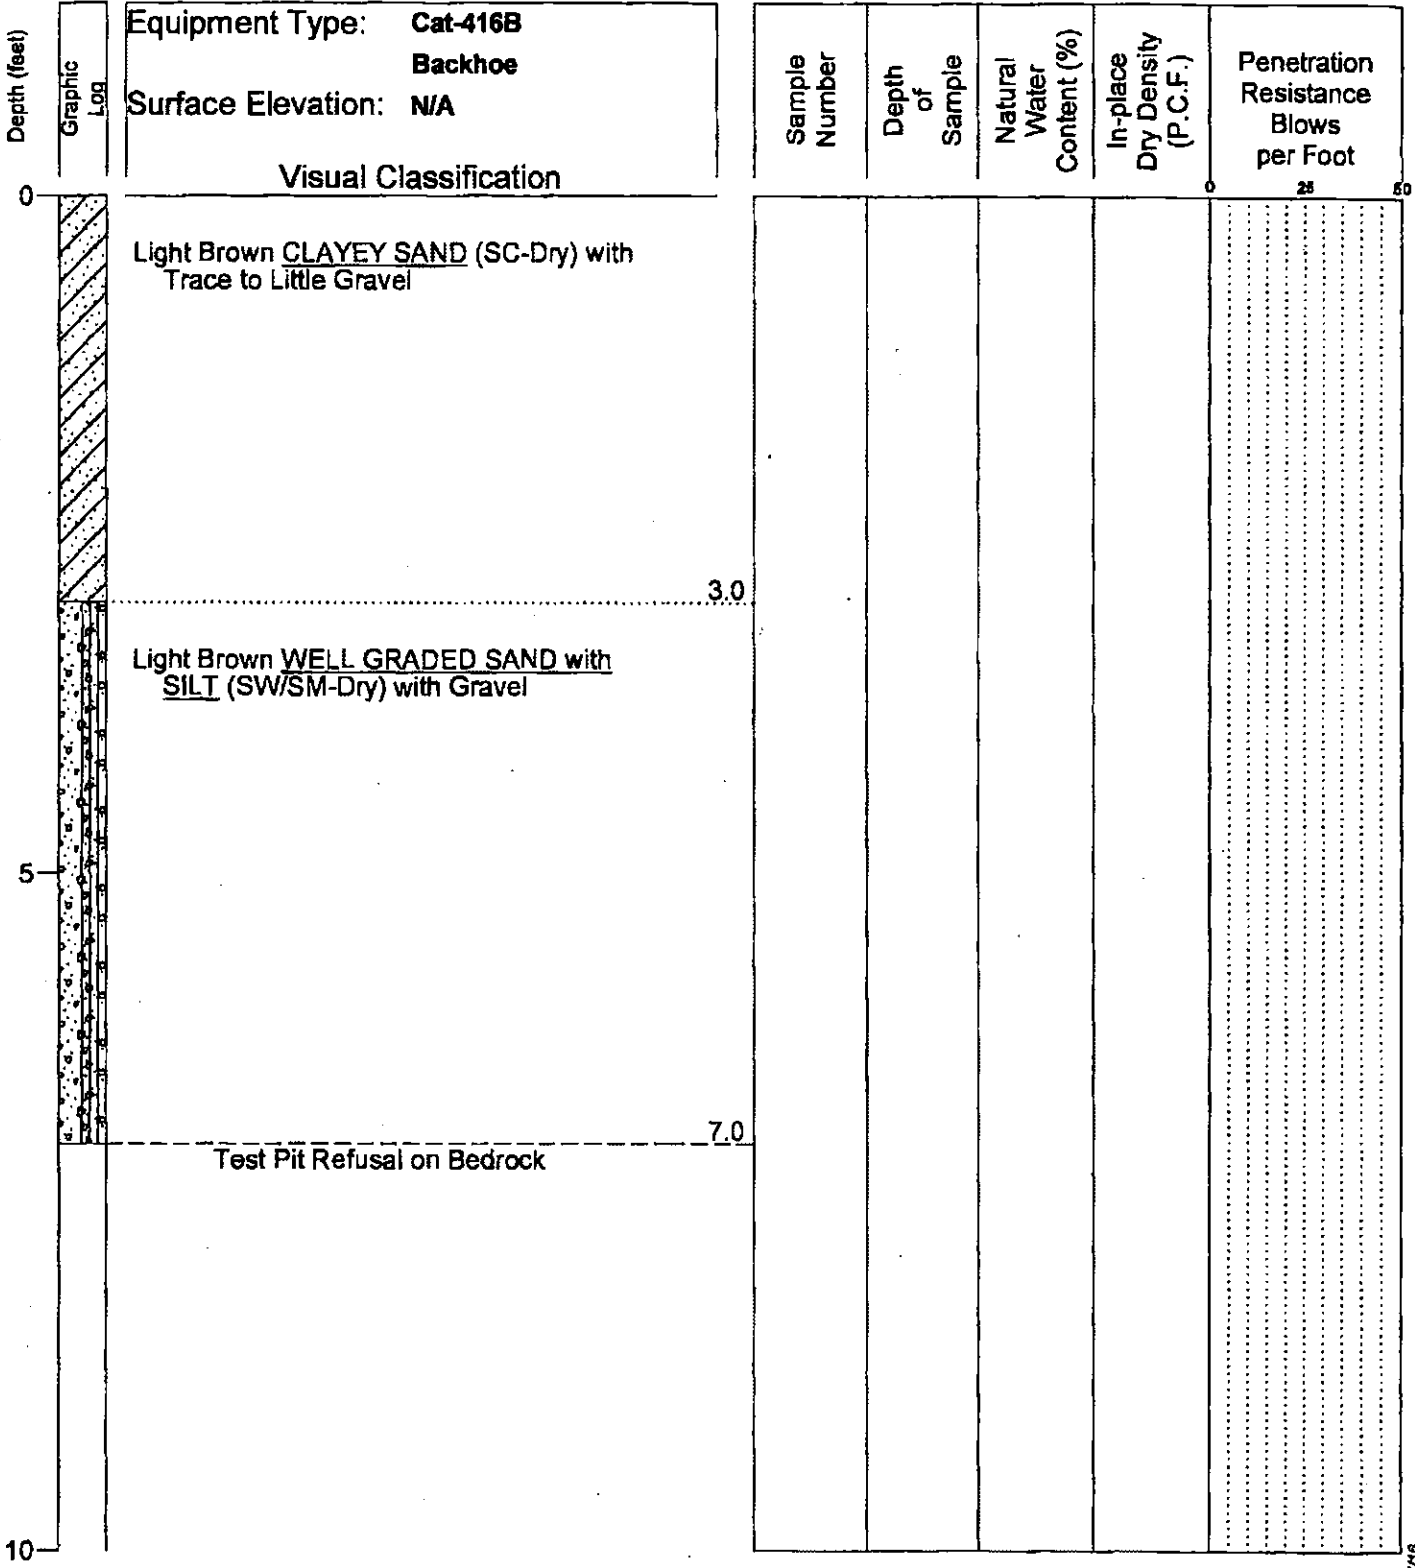 Depth (feet)
Graphic
Log
Equipment Type: Cat-416B
Backhoe
Surface Elevation: N/A
Visual Classification
Sample
Number
Depth
of
Sample
Natural
Water
Content (%)
In-place
Dry Density
(P.C.F.)
Penetration
Resistance
Blows
per Foot
0 25 50
0
Light Brown CLAYEY SAND (SC-Dry) with
Trace to Little Gravel
3.0
Light Brown WELL GRADED SAND with
SILT (SW/SM-Dry) with Gravel
5
7.0
Test Pit Refusal on Bedrock
10